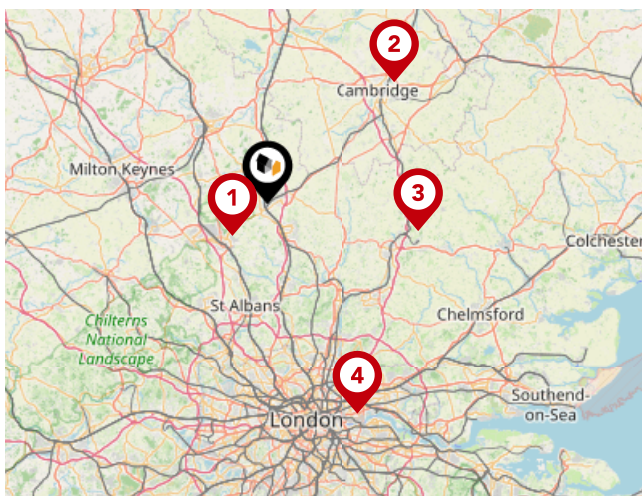 2
Cambridge
Milton Keynes
1
3
Colchester
St Albans
Chelmsford
Chilterns
National
Landscape
4
Southend-
on-Sea
London